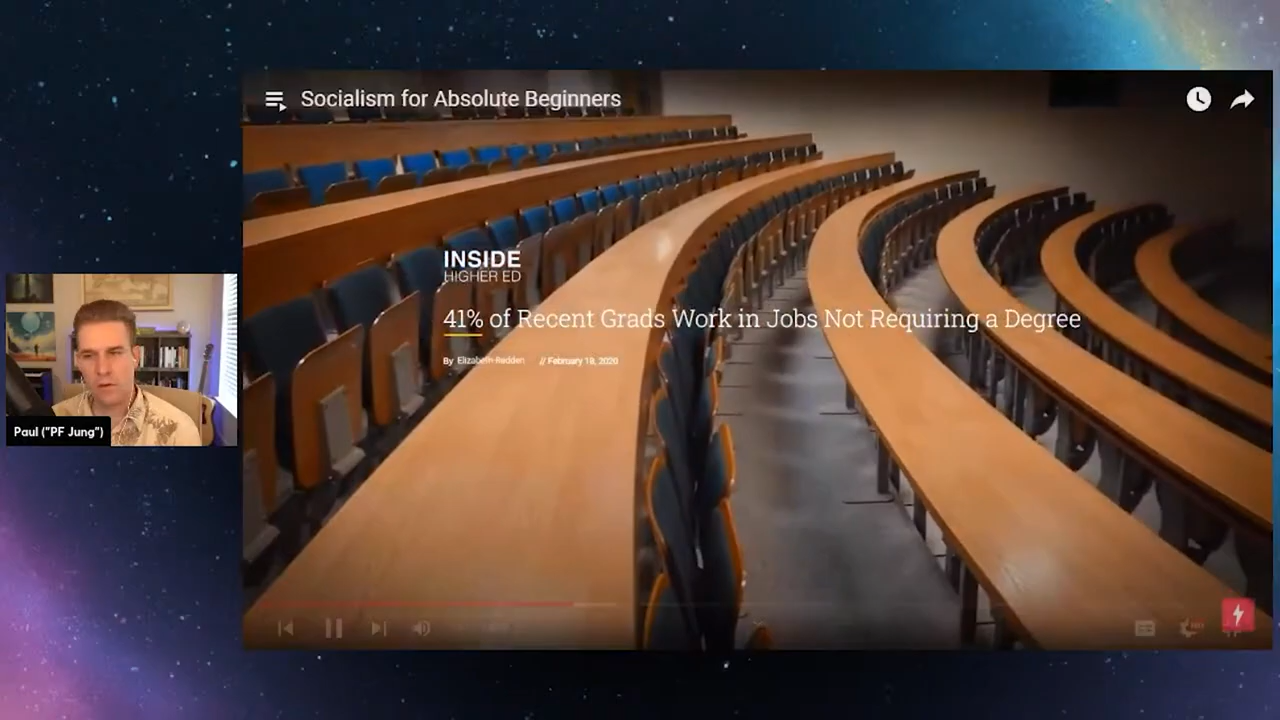 Socialism for Absolute Beginners
INSIDE
HIGHER ED
41% of Recent Grads Work in Jobs Not Requiring a Degree
By Elizabeth Redden // February 18, 2020
Paul ("PF Jung")